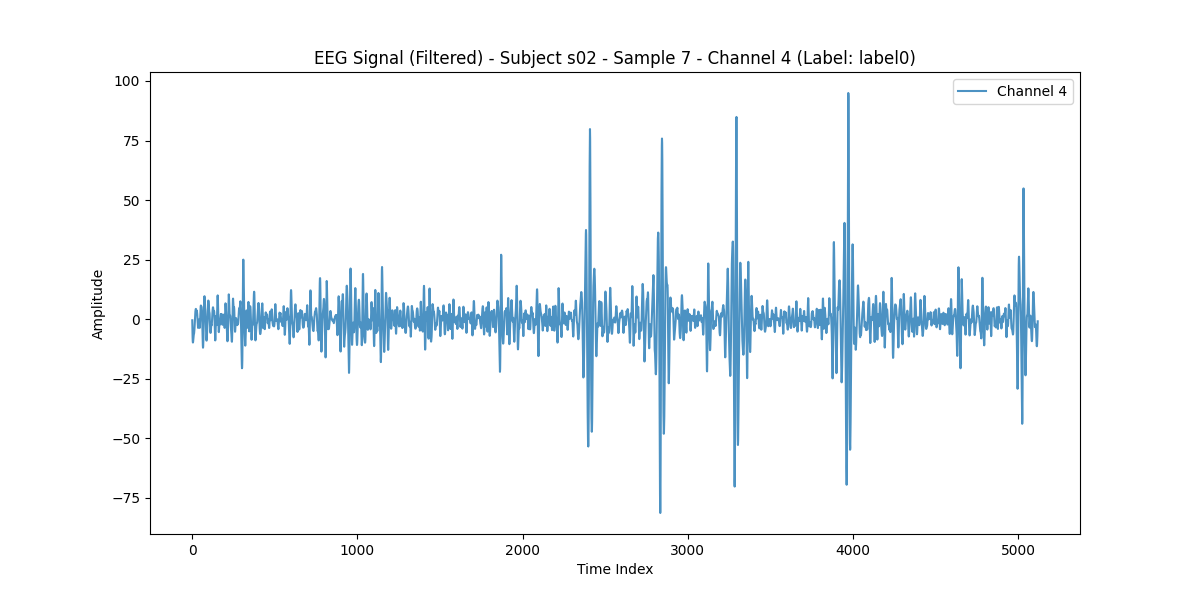 EEG Signal (Filtered) - Subject s02 - Sample 7 - Channel 4 (Label: label0)
Channel 4
100
75
50
25
0
−25
−50
−75
Amplitude
0 1000 2000 3000 4000 5000
Time Index